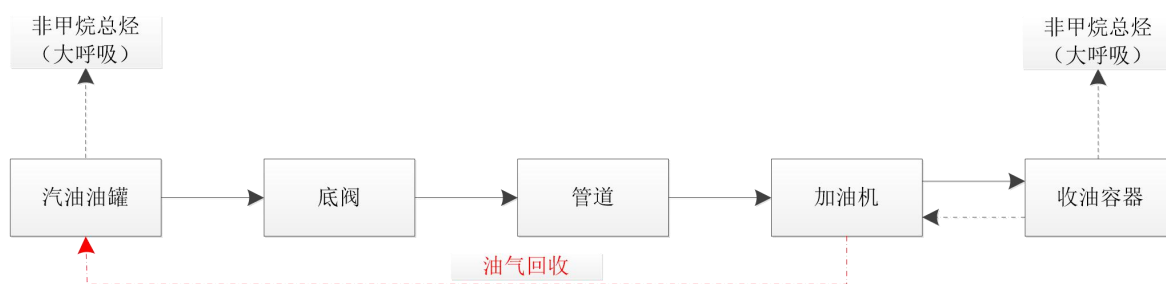 非甲烷总烃
（大呼吸）
非甲烷总烃
（大呼吸）
汽油油罐
底阀
管道
加油机
收油容器
油气回收